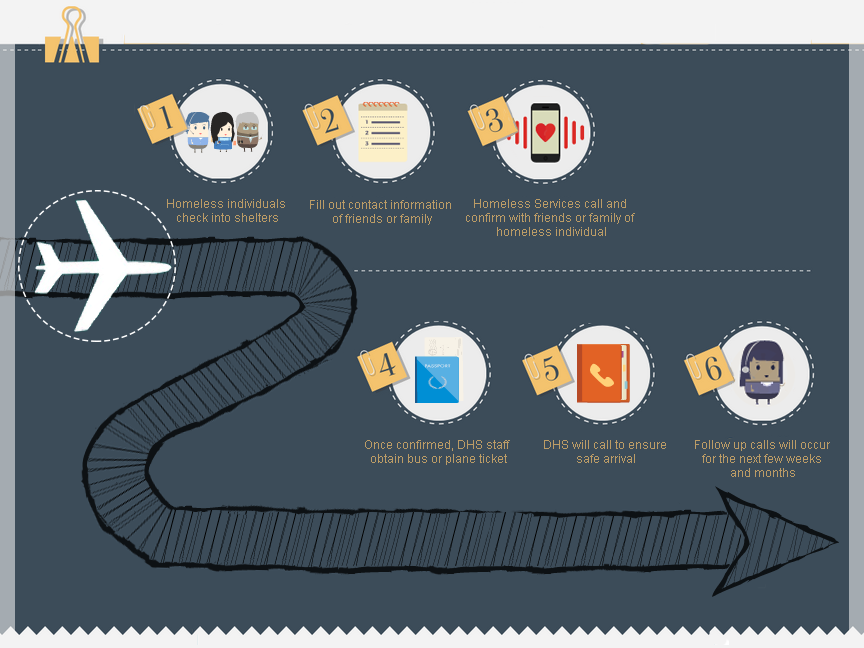 1
Homeless individuals
check into shelters
2
1
2
3
Fill out contact information
of friends or family
3
Homeless Services call and
confirm with friends or family of
homeless individual
4
PASSPORT
Once confirmed, DHS staff
obtain bus or plane ticket
5
DHS will call to ensure
safe arrival
6
Follow up calls will occur
for the next few weeks
and months